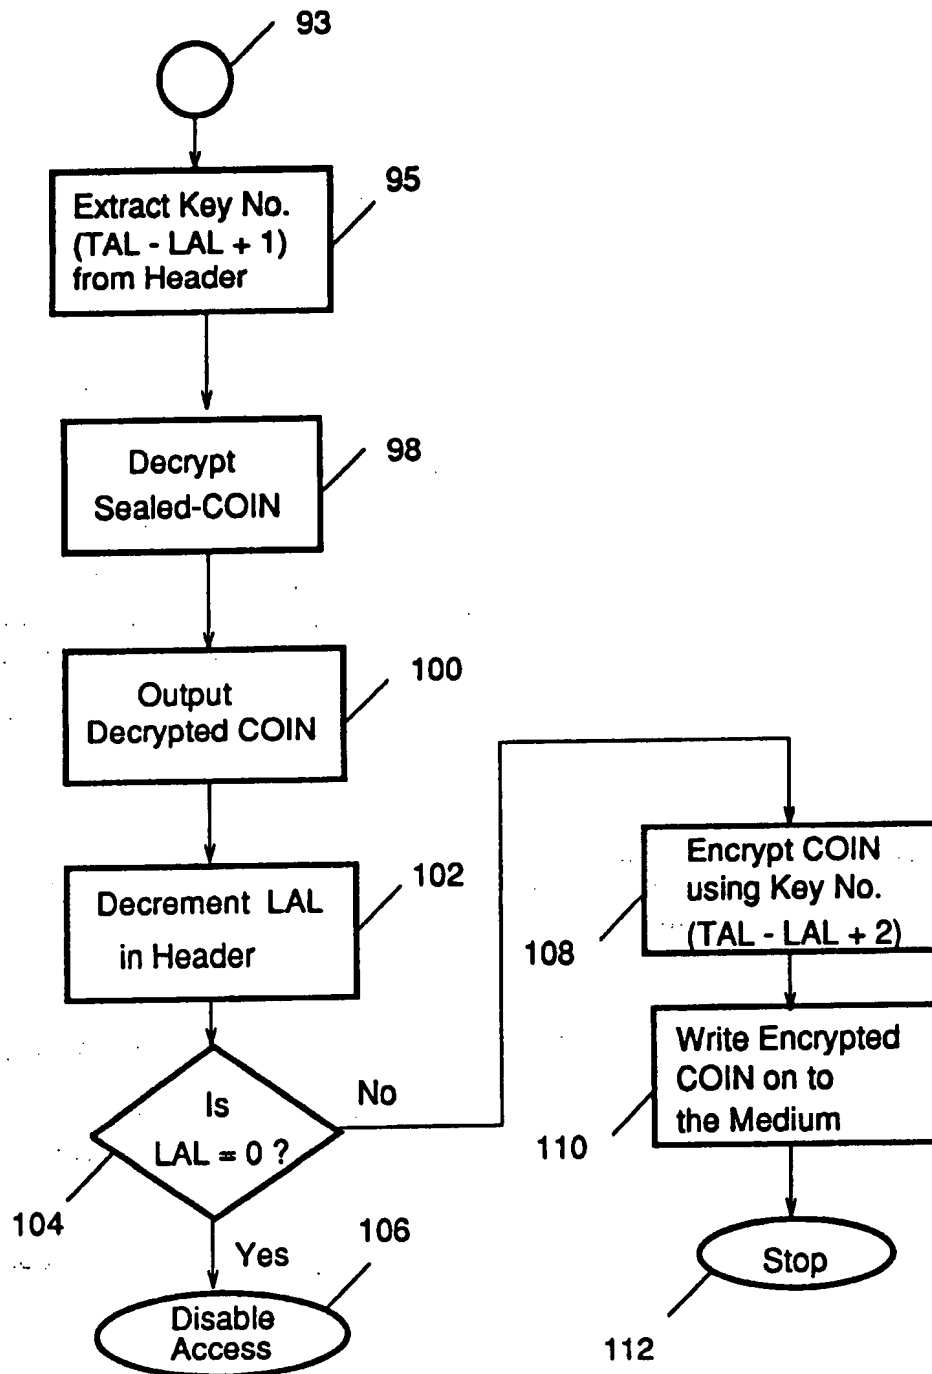 93
Extract Key No.
(TAL - LAL + 1)
from Header
95
Decrypt
Sealed-COIN
98
Output
Decrypted COIN
100
Decrement LAL
in Header
102
Is
LAL = 0 ?
No
104
Yes
106
Disable
Access
Encrypt COIN
using Key No.
(TAL - LAL + 2)
108
Write Encrypted
COIN on to
the Medium
110
Stop
112